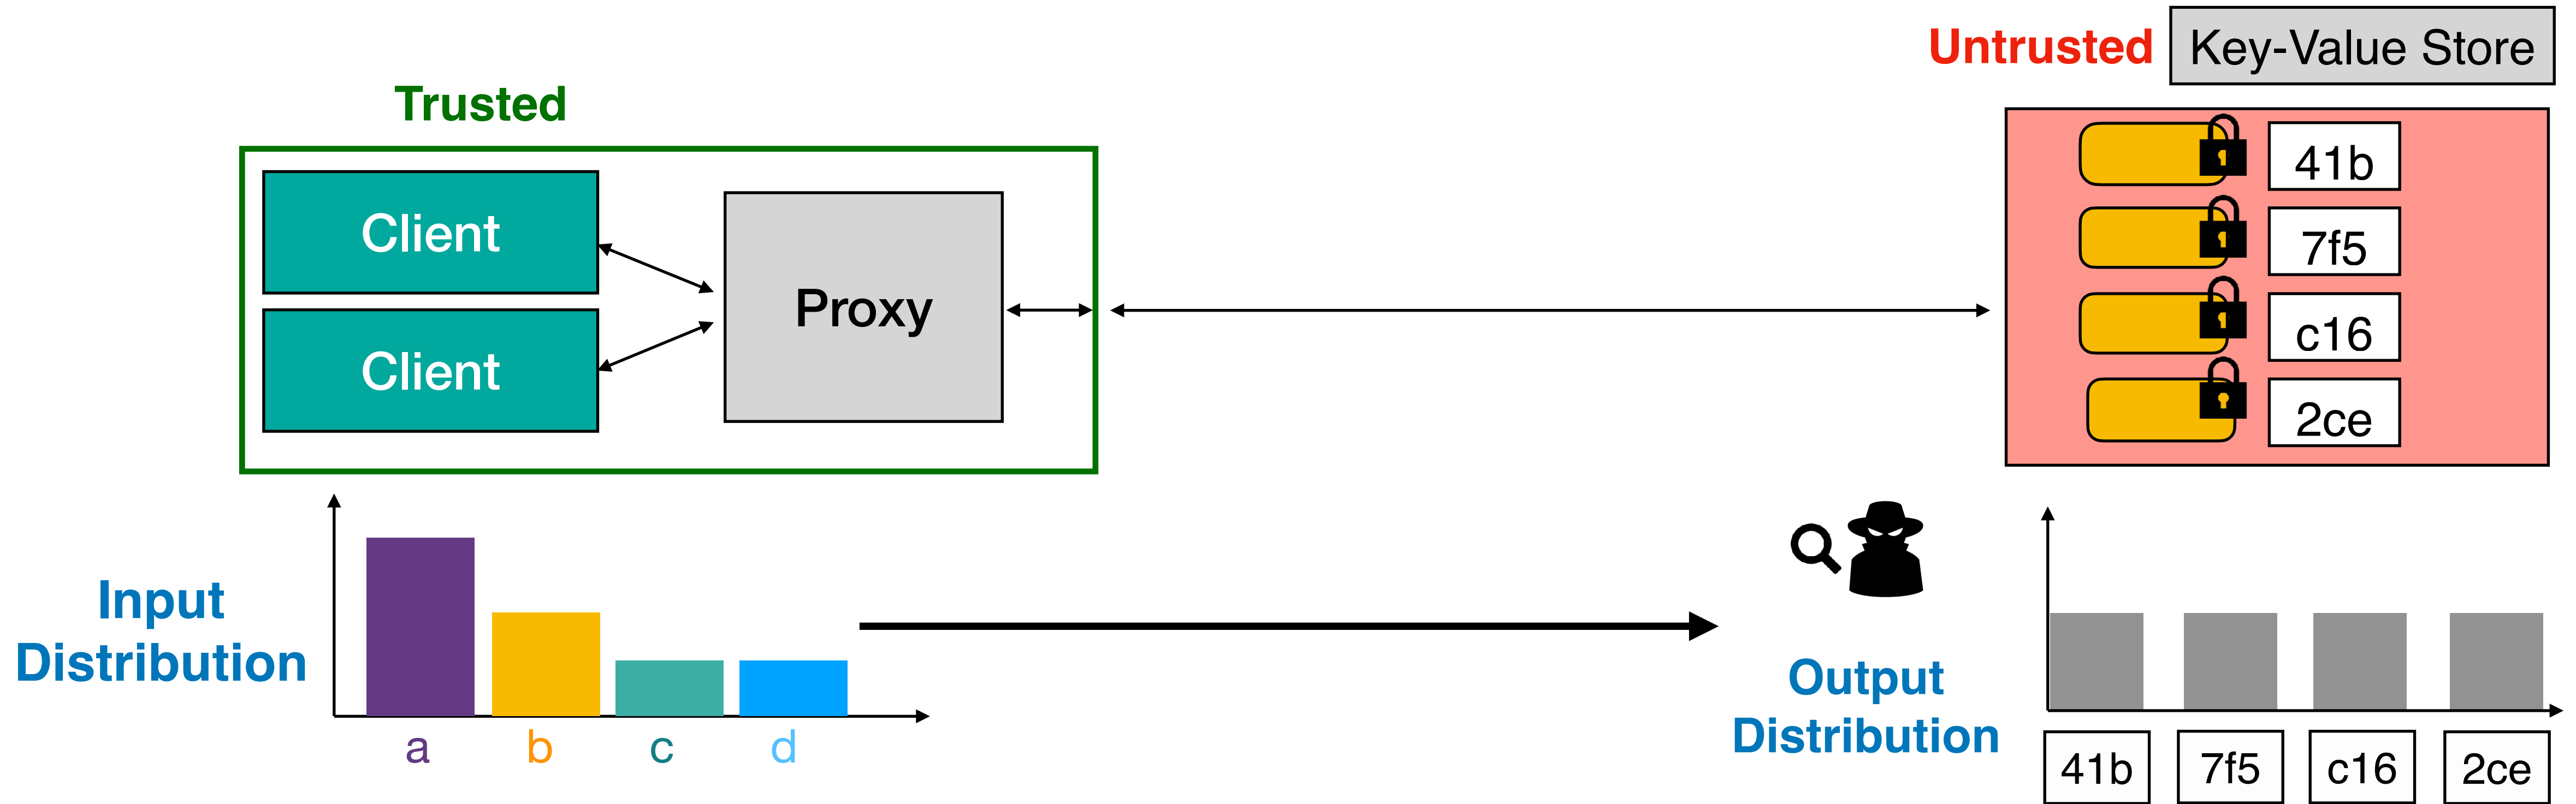 Untrusted
Key-Value Store
Trusted
Client
Client
Proxy
41b
7f5
c16
2ce
Input
Distribution
a b c d
Output
Distribution
41b 7f5 c16 2ce